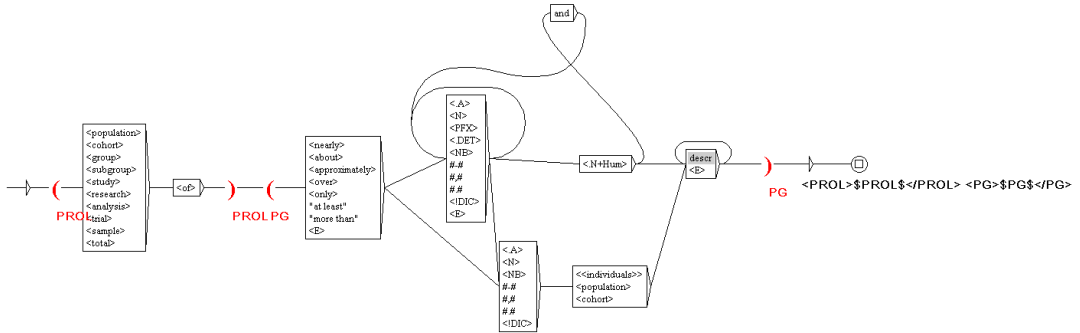 and
<population>
<cohort>
<group>
<subgroup>
<study>
<research>
<analysis>
<trial>
<sample>
<total>
PROL
<of>
PROL
PG
<nearly>
<about>
<approximately>
<over>
<only>
"at least"
"more than"
<E>
<.A>
<N>
<PFX>
<.DET>
<NB>
#-#
#,#
#.#
<!DIC>
<E>
<.A>
<N>
<NB>
#-#
#,#
#.#
<!DIC>
<.N+Hum>
<<individuals>>
<population>
<cohort>
descr
<E>
PG
<PROL>$PROL$</PROL> <PG>$PG$</PG>